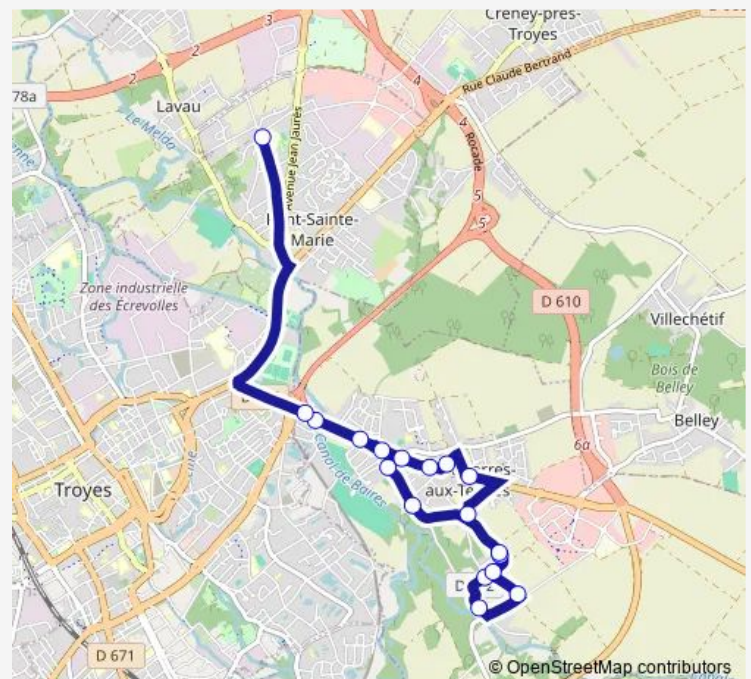 Creney-près-
Troyes
3
2
2
4
78a
Lavau
Rue Claude Bertrand
Le Melda
Avenue Jean Jaurès
4
Rocade
5
5
Sainte-
Marie
Zone industrielle
des Écrevolles
D 610
Villechétif
Bois de
Belley
Belley
6a
Canal de Baires
aux-Te
Troyes
D 671
© OpenStreetMap contributors